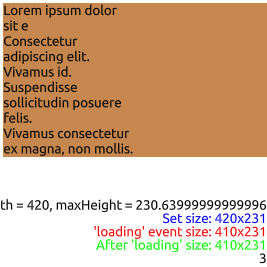 Lorem ipsum dolor
sit e
Consectetur
adipiscing elit.
Vivamus id.
Suspendisse
sollicitudin posuere
felis.
Vivamus consectetur
ex magna, non mollis.
th = 420, maxHeight = 230.63999999999996
Set size: 420x231
'loading' event size: 410x231
After 'loading' size: 410x231
3